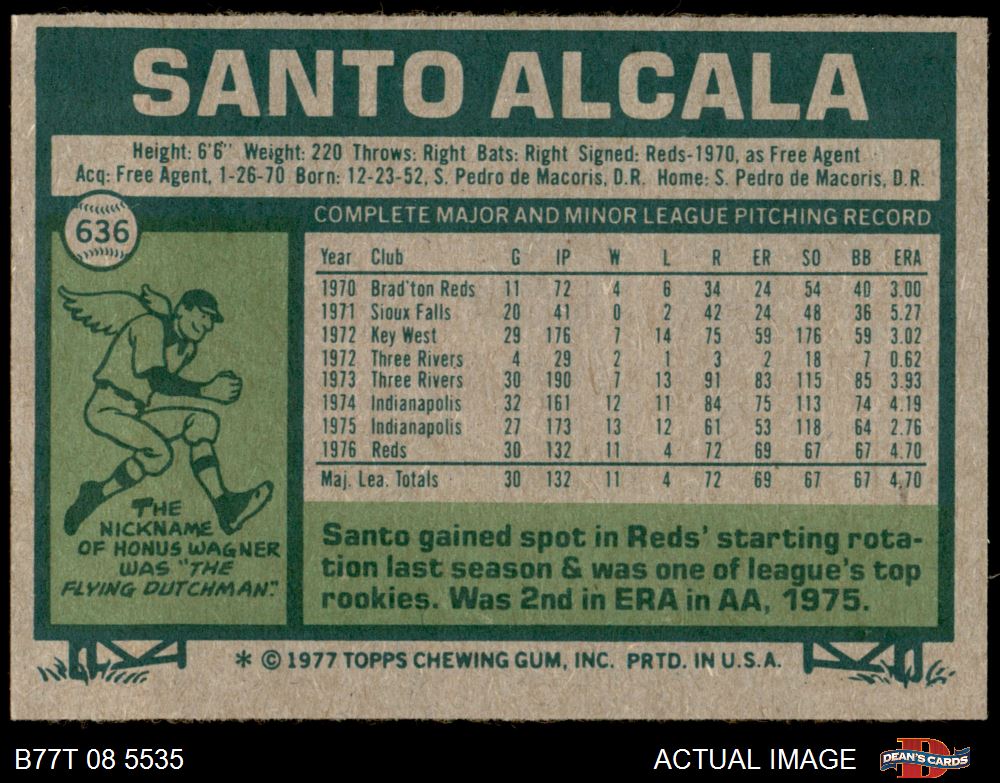 SANTO ALCALA
Height: 6'6" Weight: 220 Throws: Right Bats: Right Signed: Reds-1970, as Free Agent
Acq: Free Agent, 1-26-70 Born: 12-23-52, S. Pedro de Macoris, D.R. Home: S. Pedro de Macoris, D.R.
636
COMPLETE MAJOR AND MINOR LEAGUE PITCHING RECORD
Year Club G IP W L R ER SO BB ERA
1970 Brad'ton Reds 11 72 4 6 34 24 54 40 3.00
1971 Sioux Falls 20 41 0 2 42 24 48 36 5.27
1972 Key West 29 176 7 14 75 59 176 59 3.02
1972 Three Rivers 4 29 2 1 3 2 18 7 0.62
1973 Three Rivers 30 190 7 13 91 83 115 85 3.93
1974 Indianapolis 32 161 12 11 84 75 113 74 4.19
1975 Indianapolis 27 173 13 12 61 53 118 64 2.76
1976 Reds 30 132 11 4 72 69 67 67 4.70
Maj. Lea. Totals 30 132 11 4 72 69 67 67 4.70
THE
NICKNAME
OF HONUS WAGNER
WAS "THE
FLYING DUTCHMAN."
Santo gained spot in Reds' starting rota-
tion last season & was one of league's top
rookies. Was 2nd in ERA in AA, 1975.
* © 1977 TOPPS CHEWING GUM, INC. PRTD. IN U.S.A.
B77T 08 5535
ACTUAL IMAGE
DEAN'S CARDS